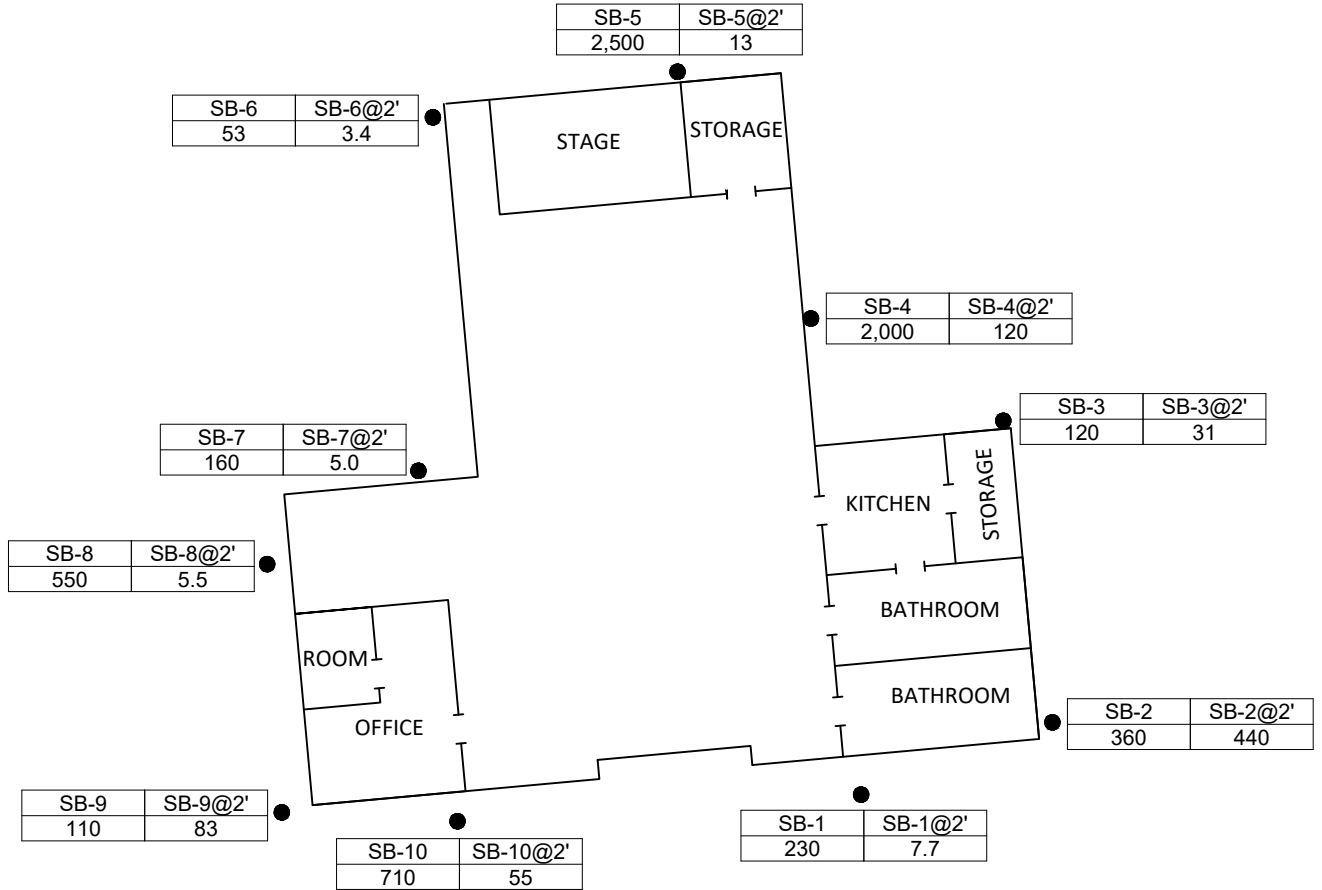 SB-5 SB-5@2'
2,500 13
SB-6 SB-6@2'
53 3.4
STAGE
STORAGE
SB-4 SB-4@2'
2,000 120
SB-3 SB-3@2'
120 31
SB-7 SB-7@2'
160 5.0
KITCHEN
STORAGE
SB-8 SB-8@2'
550 5.5
BATHROOM
ROOM
BATHROOM
OFFICE
SB-2 SB-2@2'
360 440
SB-9 SB-9@2'
110 83
SB-1 SB-1@2'
230 7.7
SB-10 SB-10@2'
710 55